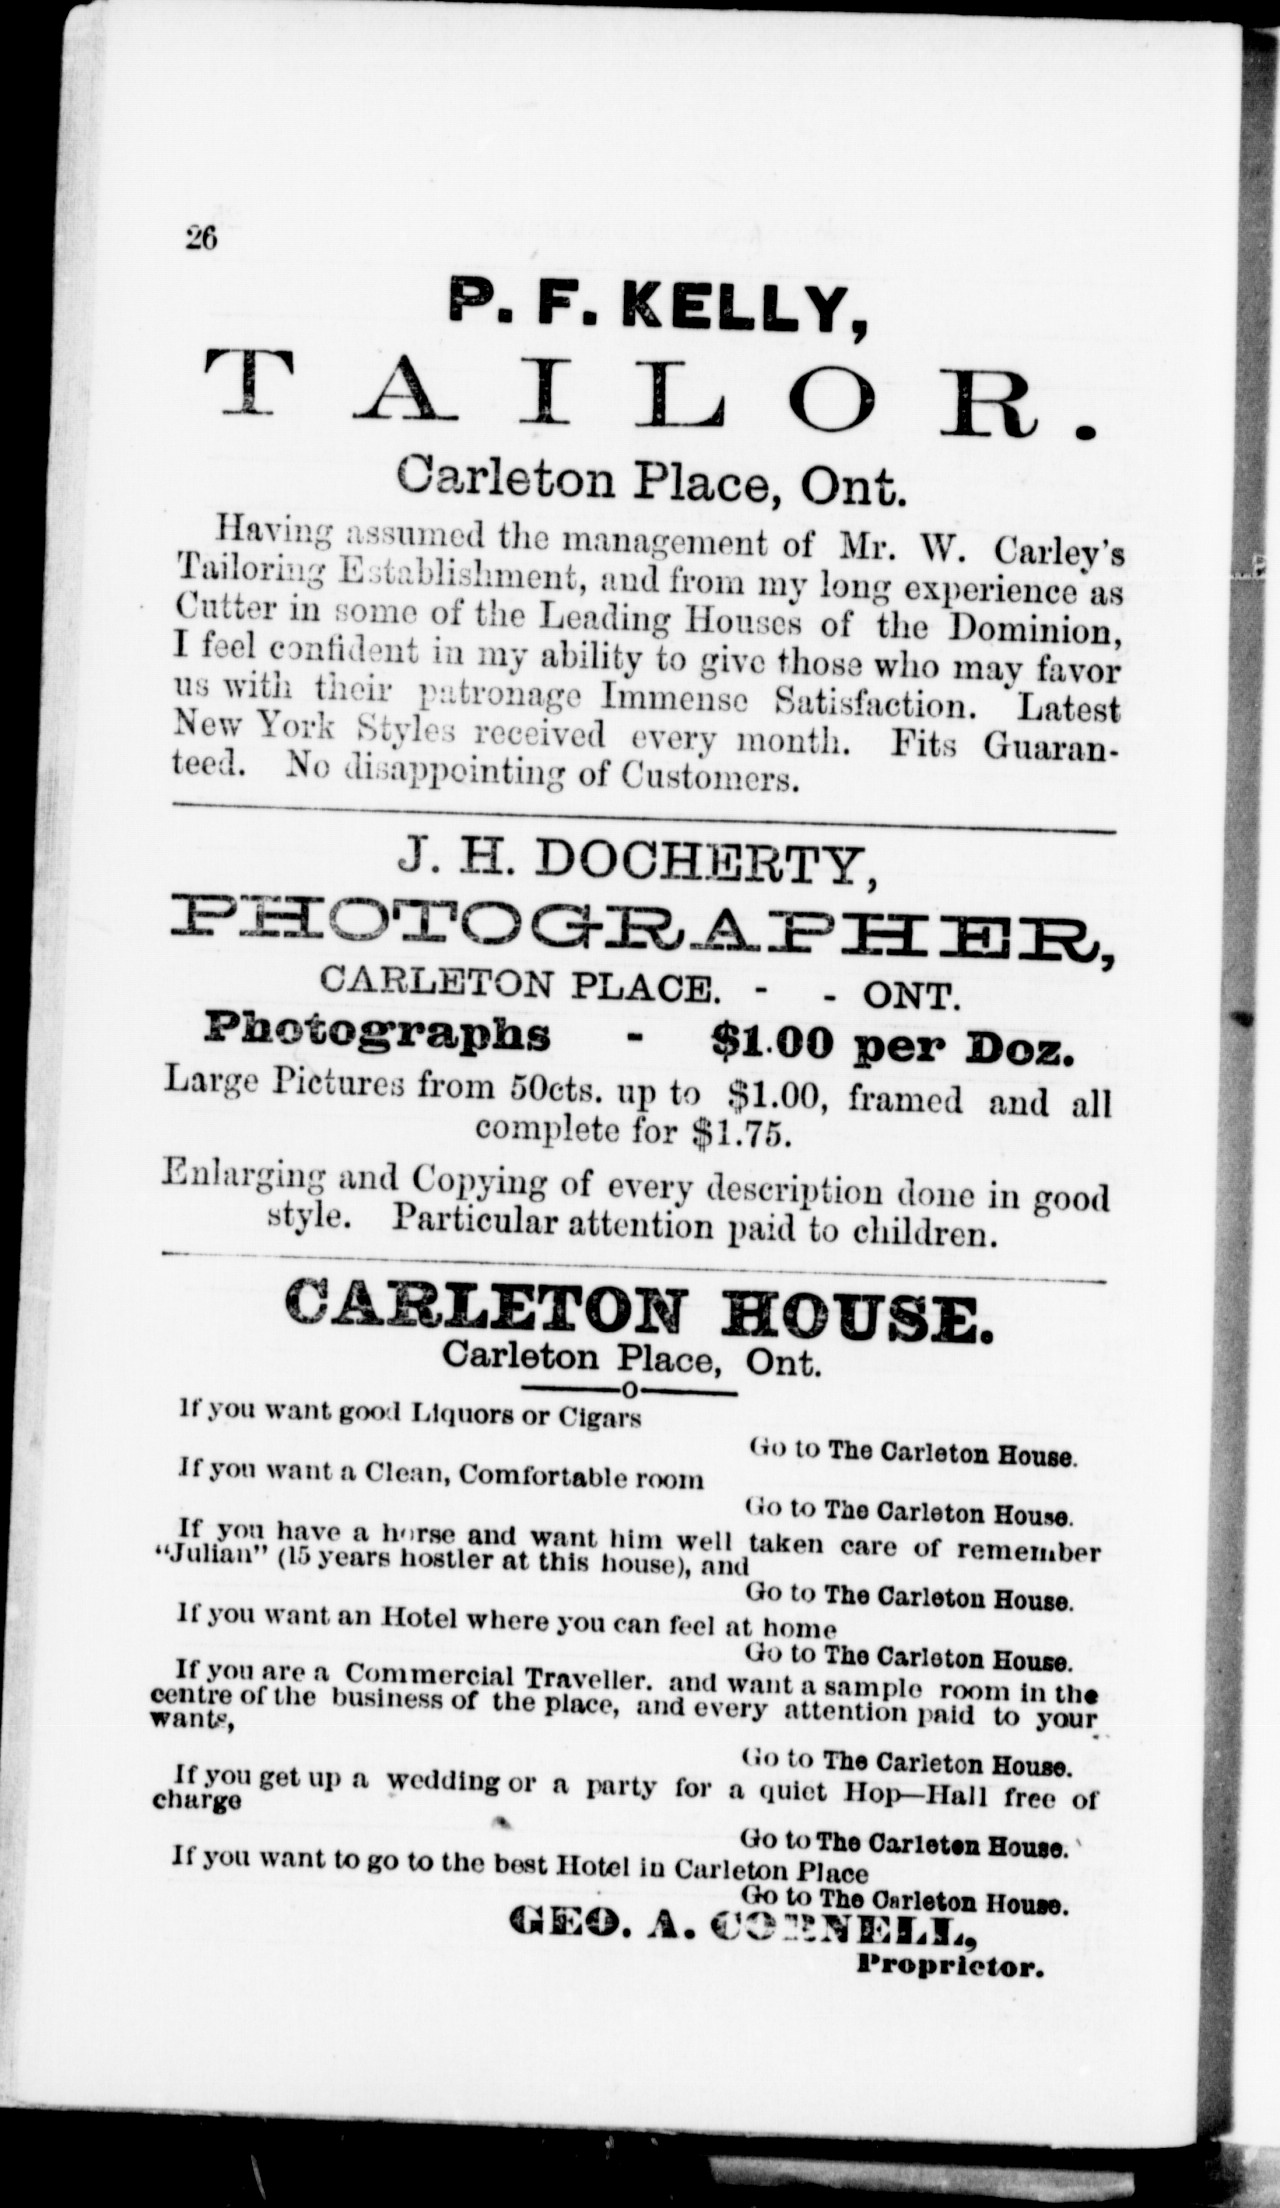 26
P. F. KELLY,
TAILOR.
Carleton Place, Ont.
Having assumed the management of Mr. W. Carley's
Tailoring Establishment, and from my long experience as
Cutter in some of the Leading Houses of the Dominion,
I feel confident in my ability to give those who may favor
us with their patronage Immense Satisfaction. Latest
New York Styles received every month. Fits Guaran-
teed. No disappointing of Customers.
J. H. DOCHERTY,
PHOTOGRAPHER,
CARLETON PLACE. - - ONT.
Photographs - $1.00 per Doz.
Large Pictures from 50cts. up to $1.00, framed and all
complete for $1.75.
Enlarging and Copying of every description done in good
style. Particular attention paid to children.
CARLETON HOUSE.
Carleton Place, Ont.
——o——
If you want good Liquors or Cigars
Go to The Carleton House.
If you want a Clean, Comfortable room
Go to The Carleton House.
If you have a horse and want him well taken care of remember
"Julian" (15 years hostler at this house), and
Go to The Carleton House.
If you want an Hotel where you can feel at home
Go to The Carleton House.
If you are a Commercial Traveller. and want a sample room in the
centre of the business of the place, and every attention paid to your
wants,
Go to The Carleton House.
If you get up a wedding or a party for a quiet Hop—Hall free of
charge
Go to The Carleton House.
If you want to go to the best Hotel in Carleton Place
Go to The Carleton House.
GEO. A. CORNELL,
Proprietor.